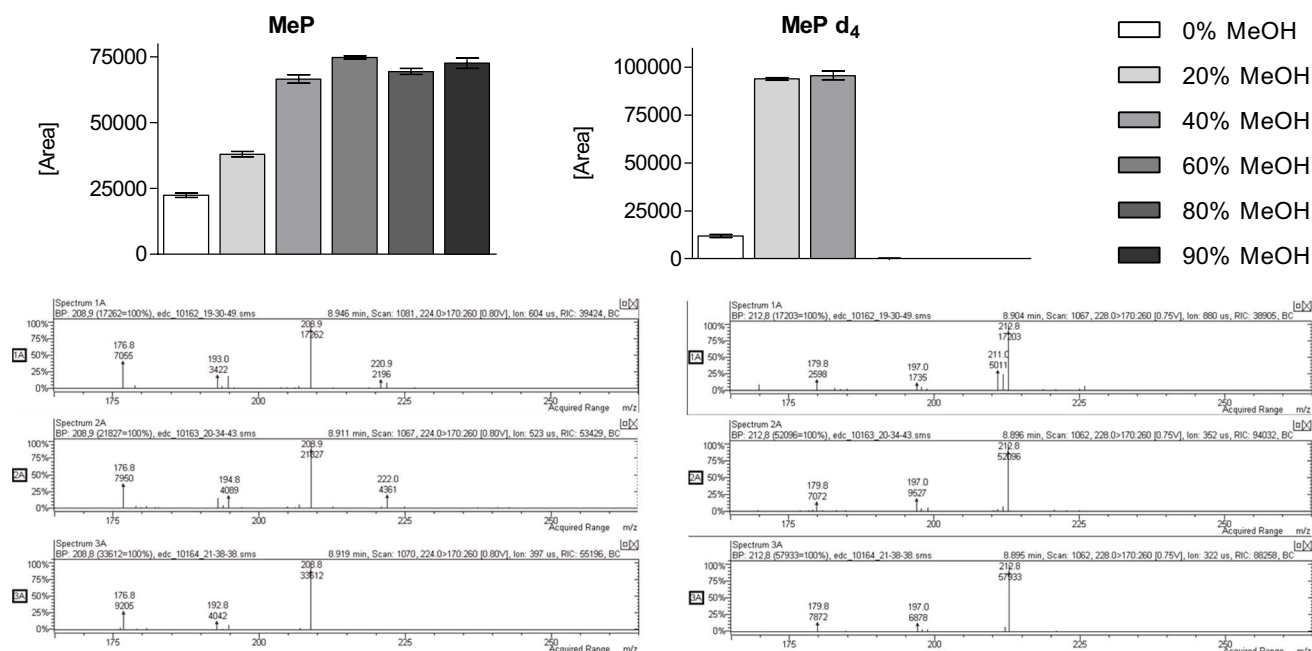 MeP
MeP d4
[Area]
75000
50000
25000
0
[Area]
100000
75000
50000
25000
0
0% MeOH
20% MeOH
40% MeOH
60% MeOH
80% MeOH
90% MeOH
Spectrum 1A
BP: 208,9 (17262=100%), edc_10162_19-30-49.sms 8.946 min, Scan: 1081, 224.0>170:260 [0.80V], Ion: 604 us, RIC: 39424, BC
1A
100%
75%
50%
25%
0%
176.8
7055
193.0
3422
208.9
17262
220.9
2196
175 200 225 250
Acquired Range m/z
Spectrum 2A
BP: 208,9 (21827=100%), edc_10163_20-34-43.sms 8.911 min, Scan: 1067, 224.0>170:260 [0.80V], Ion: 523 us, RIC: 53429, BC
2A
100%
75%
50%
25%
0%
176.8
7950
194.8
4089
208.9
21827
222.0
4361
175 200 225 250
Acquired Range m/z
Spectrum 3A
BP: 208,8 (33612=100%), edc_10164_21-38-38.sms 8.919 min, Scan: 1070, 224.0>170:260 [0.80V], Ion: 397 us, RIC: 55196, BC
3A
100%
75%
50%
25%
0%
176.8
9205
192.8
4042
208.8
33612
175 200 225 250
Acquired Range m/z
Spectrum 1A
BP: 212,8 (17203=100%), edc_10162_19-30-49.sms 8.904 min, Scan: 1067, 228.0>170:260 [0.75V], Ion: 880 us, RIC: 38905, BC
1A
100%
75%
50%
25%
0%
179.8
2598
197.0
1735
211.0
5011
212.8
17203
175 200 225 250
Acquired Range m/z
Spectrum 2A
BP: 212,8 (52096=100%), edc_10163_20-34-43.sms 8.896 min, Scan: 1062, 228.0>170:260 [0.75V], Ion: 352 us, RIC: 94032, BC
2A
100%
75%
50%
25%
0%
179.8
7072
197.0
9527
212.8
52096
175 200 225 250
Acquired Range m/z
Spectrum 3A
BP: 212,8 (57933=100%), edc_10164_21-38-38.sms 8.895 min, Scan: 1062, 228.0>170:260 [0.75V], Ion: 322 us, RIC: 88258, BC
3A
100%
75%
50%
25%
0%
179.8
7872
197.0
6878
212.8
57933
175 200 225 250
Acquired Range m/z